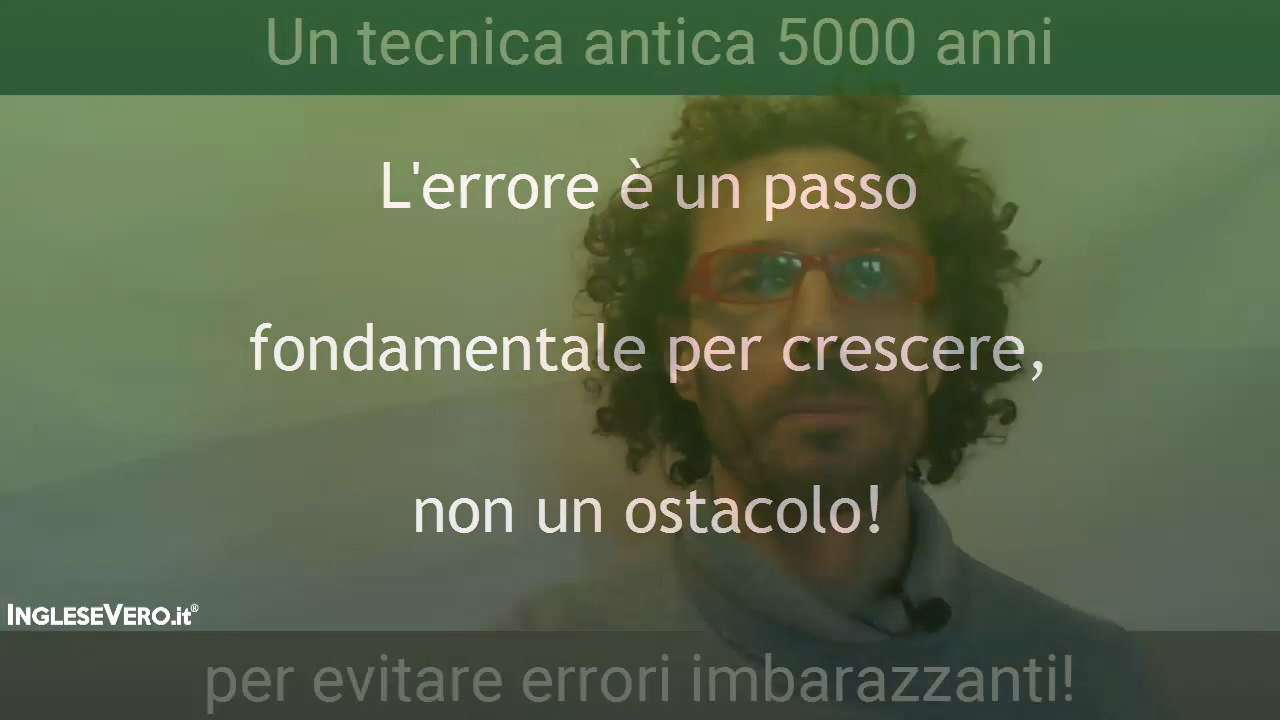 Un tecnica antica 5000 anni
L'errore è un passo
fondamentale per crescere,
non un ostacolo!
INGLESEVERO.it®
per evitare errori imbarazzanti!